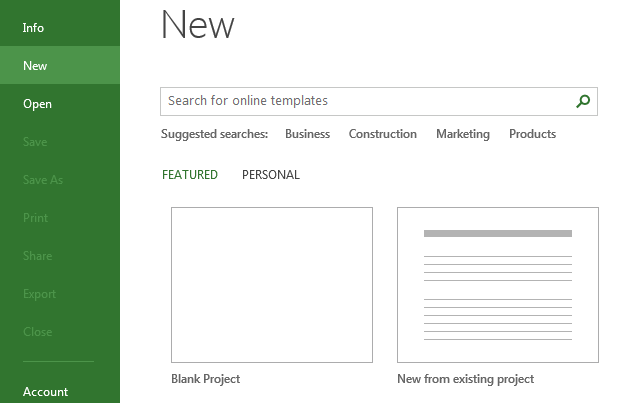 Info
New
Open
Save
Save As
Print
Share
Export
Close
Account
New
Search for online templates
Suggested searches: Business Construction Marketing Products
FEATURED PERSONAL
Blank Project
New from existing project